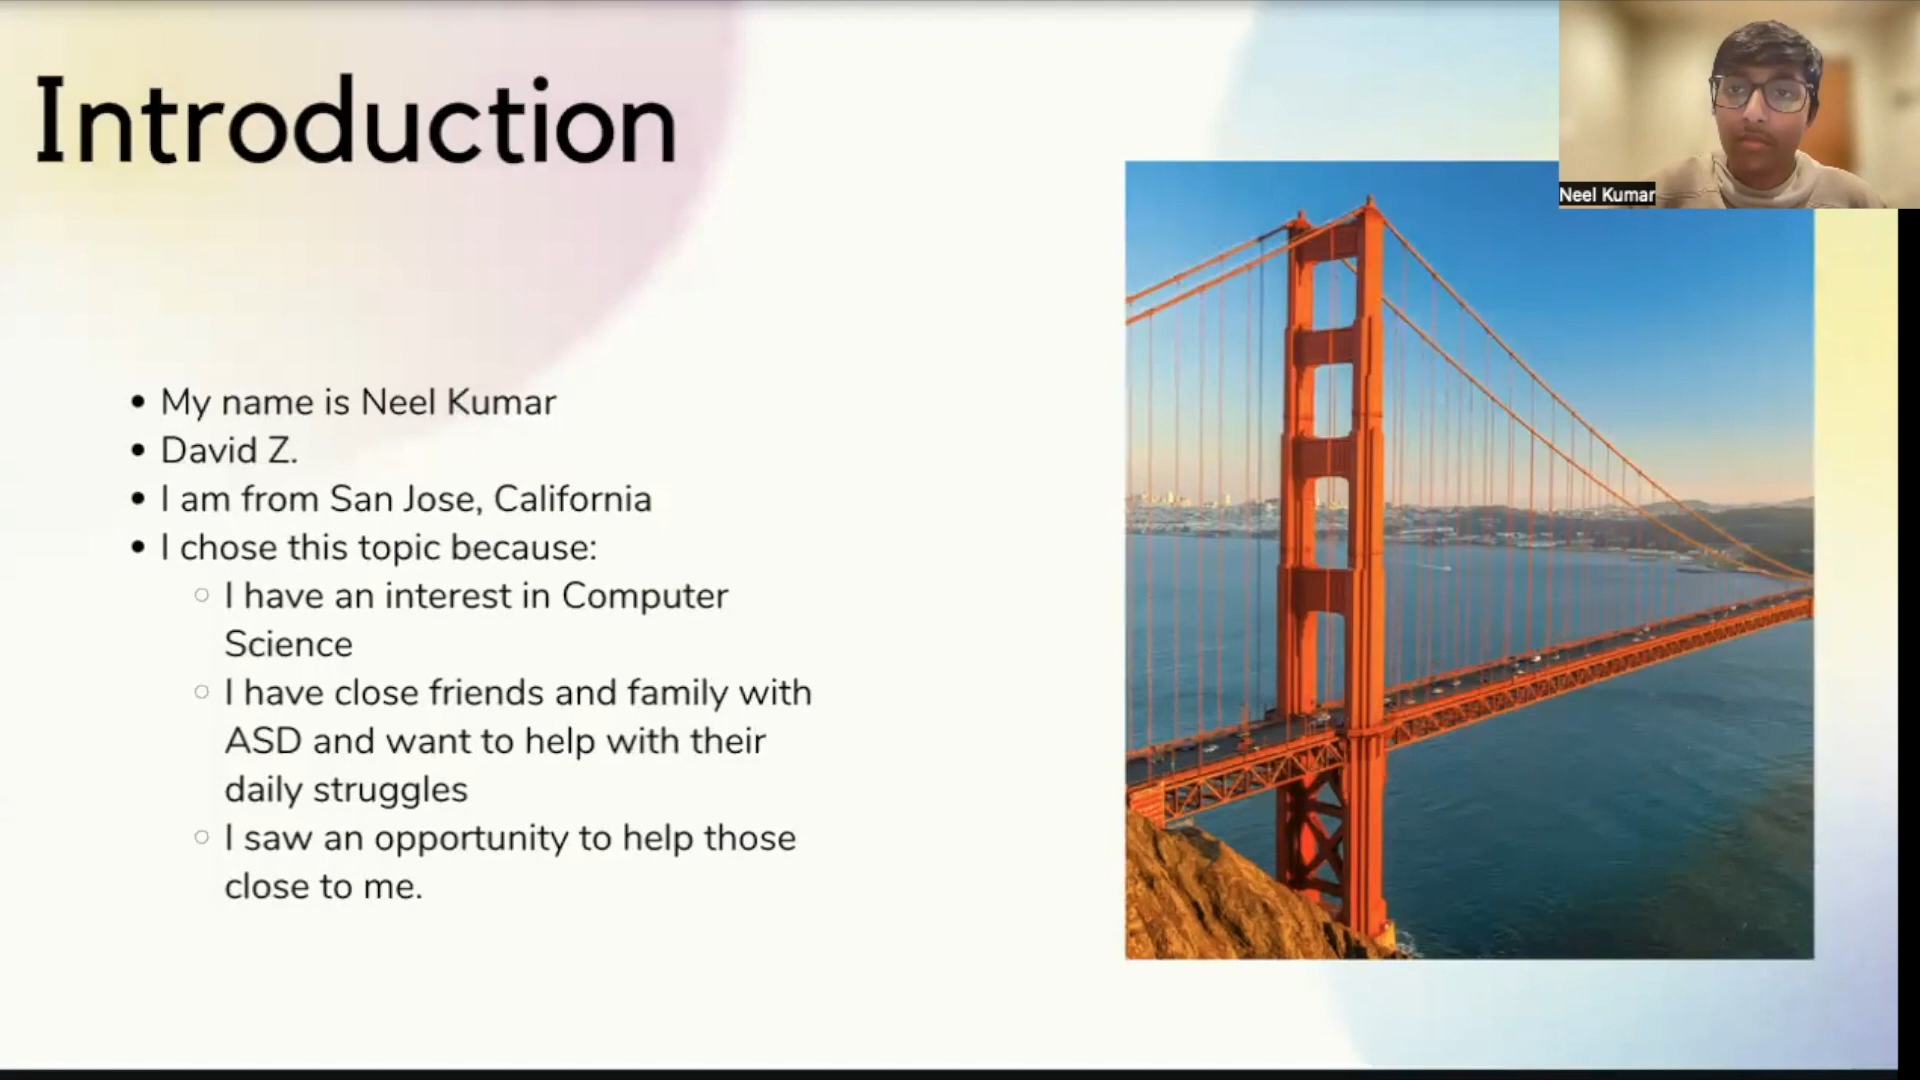 Introduction
Neel Kumar
• My name is Neel Kumar
• David Z.
• I am from San Jose, California
• I chose this topic because:
○ I have an interest in Computer
Science
○ I have close friends and family with
ASD and want to help with their
daily struggles
○ I saw an opportunity to help those
close to me.